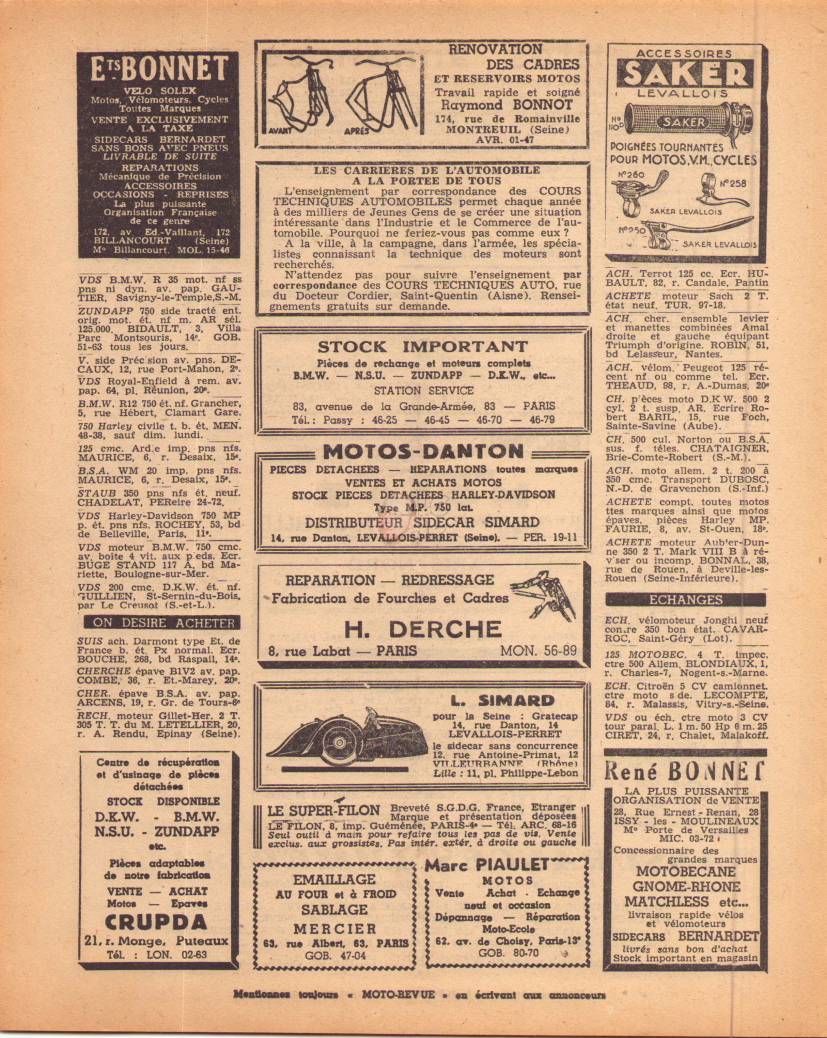 Ets BONNET
VELO SOLEX
Motos, Vélomoteurs, Cycles
Toutes Marques
VENTE EXCLUSIVEMENT
A LA TAXE
SIDECARS BERNARDET
SANS BONS AVEC PNEUS
LIVRABLE DE SUITE
REPARATIONS
Mécanique de Précision
ACCESSOIRES
OCCASIONS - REPRISES
La plus puissante
Organisation Française
de ce genre
172, av Ed.-Vaillant, 172
BILLANCOURT (Seine)
Mo Billancourt. MOL. 15-46
VDS B.M.W. R 35 mot. nf ss
pns ni dyn. av. pap. GAU-
TIER, Savigny-le-Temple,S.-M.
ZUNDAPP 750 side tracté ent.
orig. mot. ét. nf m. AR sél.
125.000, BIDAULT, 3, Villa
Parc Montsouris, 14e. GOB.
51-63 tous les jours.
V. side Précision av. pns. DE-
CAUX, 12, rue Port-Mahon, 2e.
VDS Royal-Enfield à rem. av.
pap. 64, pl. Réunion, 20e.
B.M.W. R12 750 ét. nf. Grancher,
5, rue Hébert, Clamart Gare.
750 Harley civile t. b. ét. MEN.
48-38, sauf dim. lundi.
125 cmc. Ardie imp. pns nfs.
MAURICE, 6, r. Desaix, 15e.
B.S.A. WM 20 imp. pns nfs.
MAURICE, 6, r. Desaix, 15e.
STAUB 350 pns nfs ét. neuf.
CHADELAT, PEReire 24-72.
VDS Harley-Davidson 750 MP
p. ét. pns nfs. ROCHEY, 53, bd
de Belleville, Paris, 11e.
VDS moteur B.M.W. 750 cmc.
av. boîte 4 vit. aux pieds. Ecr.
BUGE STAND 117 A, bd Ma-
riette, Boulogne-sur-Mer.
VDS 200 cmc. D.K.W. ét. nf.
GUILLIEN, St-Sernin-du-Bois,
par Le Creusot (S.-et-L.).
ON DESIRE ACHETER
SUIS ach. Darmont type Et. de
France b. ét. Px normal. Ecr.
BOUCHE, 268, bd Raspail, 14e.
CHERCHE épave B1V2 av. pap.
COMBE, 36, r. Et.-Marey, 20e.
CHER. épave B.S.A. av. pap.
ARCENS, 19, r. Gr. de Tours-6e
RECH. moteur Gillet-Her. 2 T.
305 T. T. du M. LETELLIER, 20,
r. A. Rendu, Epinay (Seine).
Centre de récupération
et d'usinage de pièces
détachées
STOCK DISPONIBLE
D.K.W. - B.M.W.
N.S.U. - ZUNDAPP
etc.
Pièces adaptables
de notre fabrication
VENTE — ACHAT
Motos — Epaves
CRUPDA
21, r. Monge, Puteaux
Tél. : LON. 02-63
AVANT APRÈS
RENOVATION
DES CADRES
ET RESERVOIRS MOTOS
Travail rapide et soigné
Raymond BONNOT
174, rue de Romainville
MONTREUIL (Seine)
AVR. 01-47
LES CARRIERES DE L'AUTOMOBILE
A LA PORTEE DE TOUS
L'enseignement par correspondance des COURS
TECHNIQUES AUTOMOBILES permet chaque année
à des milliers de Jeunes Gens de se créer une situation
intéressante dans l'Industrie et le Commerce de l'au-
tomobile. Pourquoi ne feriez-vous pas comme eux ?
A la ville, à la campagne, dans l'armée, les spécia-
listes connaissant la technique des moteurs sont
recherchés.
N'attendez pas pour suivre l'enseignement par
correspondance des COURS TECHNIQUES AUTO, rue
du Docteur Cordier, Saint-Quentin (Aisne). Rensei-
gnements gratuits sur demande.
STOCK IMPORTANT
Pièces de rechange et moteurs complets
B.M.W. — N.S.U. — ZUNDAPP — D.K.W., etc...
STATION SERVICE
83, avenue de la Grande-Armée, 83 — PARIS
Tél.: Passy : 46-25 — 46-45 — 46-70 — 46-79
MOTOS-DANTON
PIECES DETACHEES — REPARATIONS toutes marques
VENTES ET ACHATS MOTOS
STOCK PIECES DETACHEES HARLEY-DAVIDSON
Type M.P. 750 lat.
DISTRIBUTEUR SIDECAR SIMARD
14, rue Danton, LEVALLOIS-PERRET (Seine). — PER. 19-11
REPARATION — REDRESSAGE
Fabrication de Fourches et Cadres
H. DERCHE
8, rue Labat — PARIS MON. 56-89
L. SIMARD
pour la Seine : Gratecap
14, rue Danton, 14
LEVALLOIS-PERRET
le sidecar sans concurrence
12, rue Antoine-Primat, 12
VILLEURBANNE (Rhône)
Lille : 11, pl. Philippe-Lebon
LE SUPER-FILON Breveté S.G.D.G. France, Etranger
Marque et présentation déposées
LE FILON, 8, imp. Guéménée, PARIS-4e — Tél. ARC. 68-16
Seul outil à main pour refaire tous les pas de vis. Vente
exclus. aux grossistes. Pas intér. extér. à droite ou gauche
EMAILLAGE
AU FOUR et à FROID
SABLAGE
MERCIER
63, rue Albert, 63, PARIS
GOB. 47-04
Marc PIAULET
MOTOS
Vente Achat - Echange
neuf et occasion
Dépannage — Réparation
Moto-Ecole
62, av. de Choisy, Paris-13e
GOB. 80-70
ACCESSOIRES
SAKER
LEVALLOIS
No 110D
SAKER
POIGNÉES TOURNANTES
POUR MOTOS,V.M.,CYCLES
No260
No258
SAKER LEVALLOIS
No250
SAKER LEVALLOIS
ACH. Terrot 125 cc. Ecr. HU-
BAULT, 82, r. Candale, Pantin
ACHETE moteur Sach 2 T.
état neuf. TUR. 97-18.
ACH. cher. ensemble levier
et manettes combinées Amal
droite et gauche équipant
Triumph d'origine. ROBIN, 51,
bd Lelasseur, Nantes.
ACH. vélom. Peugeot 125 ré-
cent nf ou comme tel. Ecr.
THEAUD, 98, r. A.-Dumas, 20e
CH. pièces moto D.K.W. 500 2
cyl. 2 t. susp. AR. Ecrire Ro-
bert BARIL, 15, rue Foch,
Sainte-Savine (Aube).
CH. 500 cul. Norton ou B.S.A.
sus. f. téles. CHATAIGNER,
Brie-Comte-Robert (S.-M.).
ACH. moto allem. 2 t. 200 à
350 cmc. Transport DUBOSC,
N.-D. de Gravenchon (S.-Inf.)
ACHETE compt. toutes motos
ttes marques ainsi que motos
épaves, pièces Harley MP.
FAURIE, 8, av. St-Ouen, 18e.
ACHETE moteur Aubier-Dun-
ne 350 2 T. Mark VIII B à ré-
viser ou incomp. BONNAL, 38,
rue de Rouen, à Deville-les-
Rouen (Seine-Inférieure).
ECHANGES
ECH. vélomoteur Jonghi neuf
contre 350 bon état. CAVAR-
ROC, Saint-Géry (Lot).
125 MOTOBEC. 4 T. impec.
ctre 500 Allem. BLONDIAUX, 1,
r. Charles-7, Nogent-s.-Marne.
ECH. Citroën 5 CV camionnet.
ctre moto side. LECOMPTE,
84, r. Malassis, Vitry-s.-Seine.
VDS ou éch. ctre moto 3 CV
tour paral. L. 1 m. 50 Hp 0 m. 25
CIRET, 24, r. Chalet, Malakoff.
René BONNET
LA PLUS PUISSANTE
ORGANISATION de VENTE
28, Rue Ernest-Renan, 28
ISSY - les - MOULINEAUX
Mo Porte de Versailles
MIC. 03-72
Concessionnaire des
grandes marques
MOTOBECANE
GNOME-RHONE
MATCHLESS etc...
livraison rapide vélos
et vélomoteurs
SIDECARS BERNARDET
livrés sans bon d'achat
Stock important en magasin
Mentionnez toujours « MOTO-REVUE » en écrivant aux annonceurs